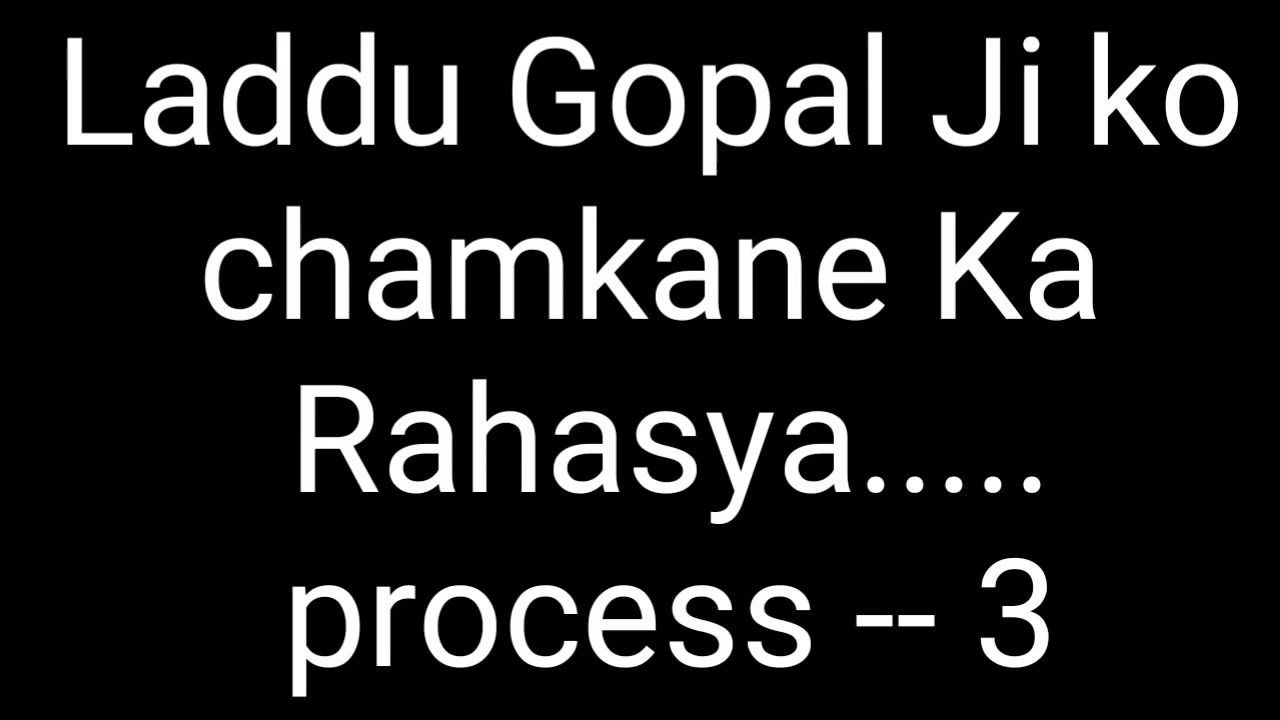 Laddu Gopal Ji ko
chamkane Ka
Rahasya.....
process -- 3